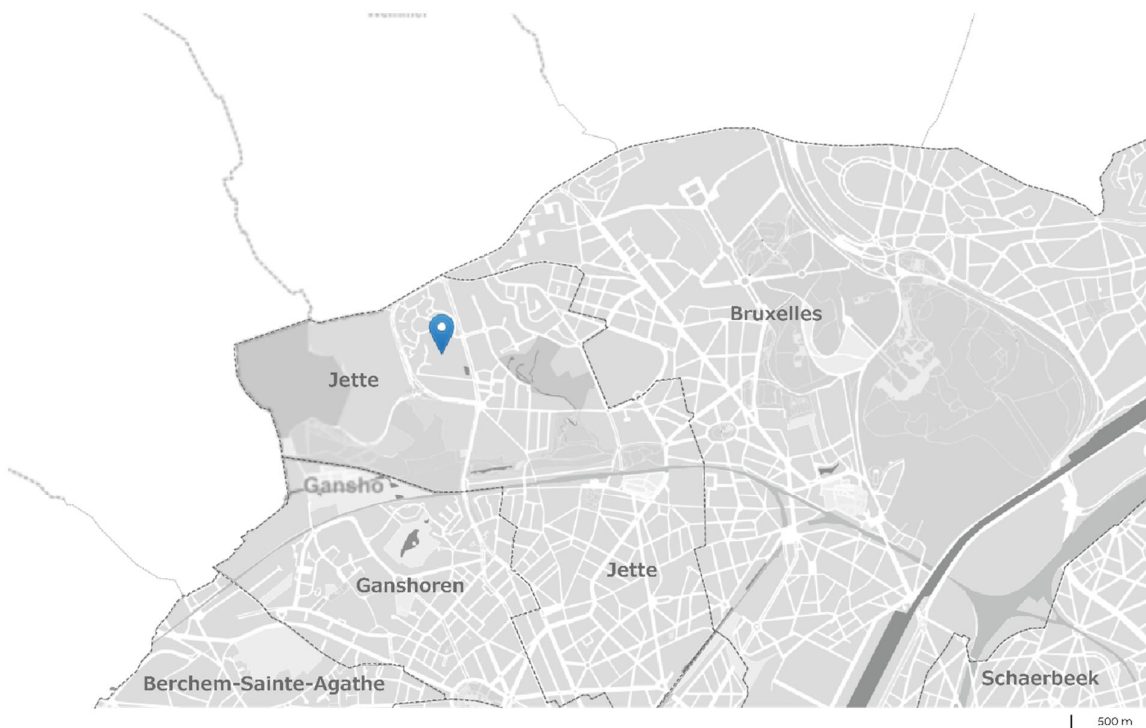 Bruxelles
Jette
Gansho
Jette
Ganshoren
Berchem-Sainte-Agathe
Schaerbeek
500 m